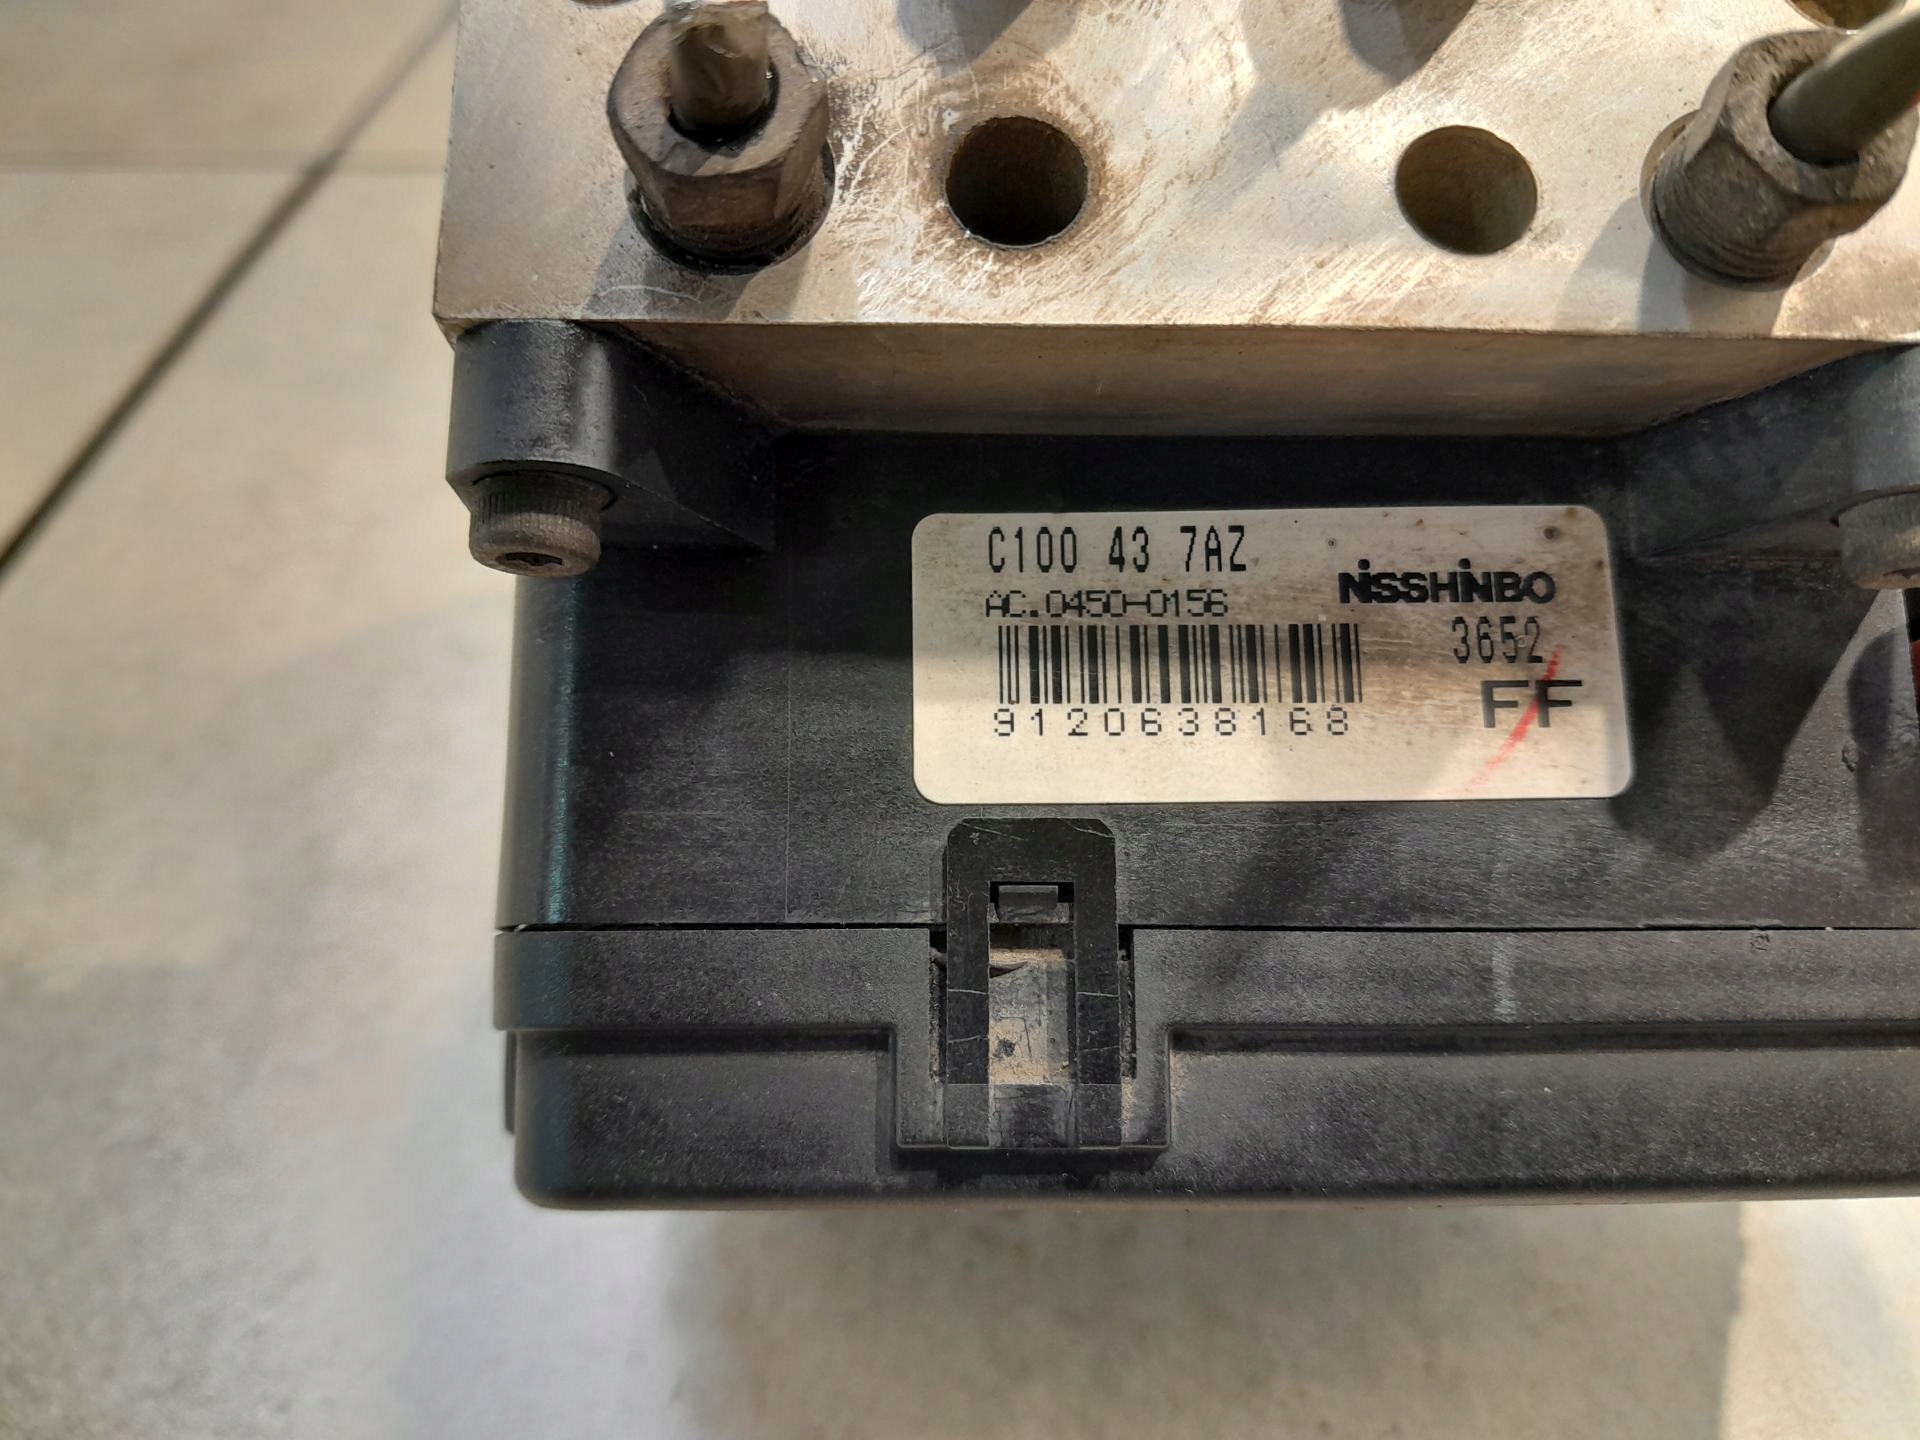 C100 43 7AZ
AC.0450-0156
NISSHINBO
3652
9120638168
FF